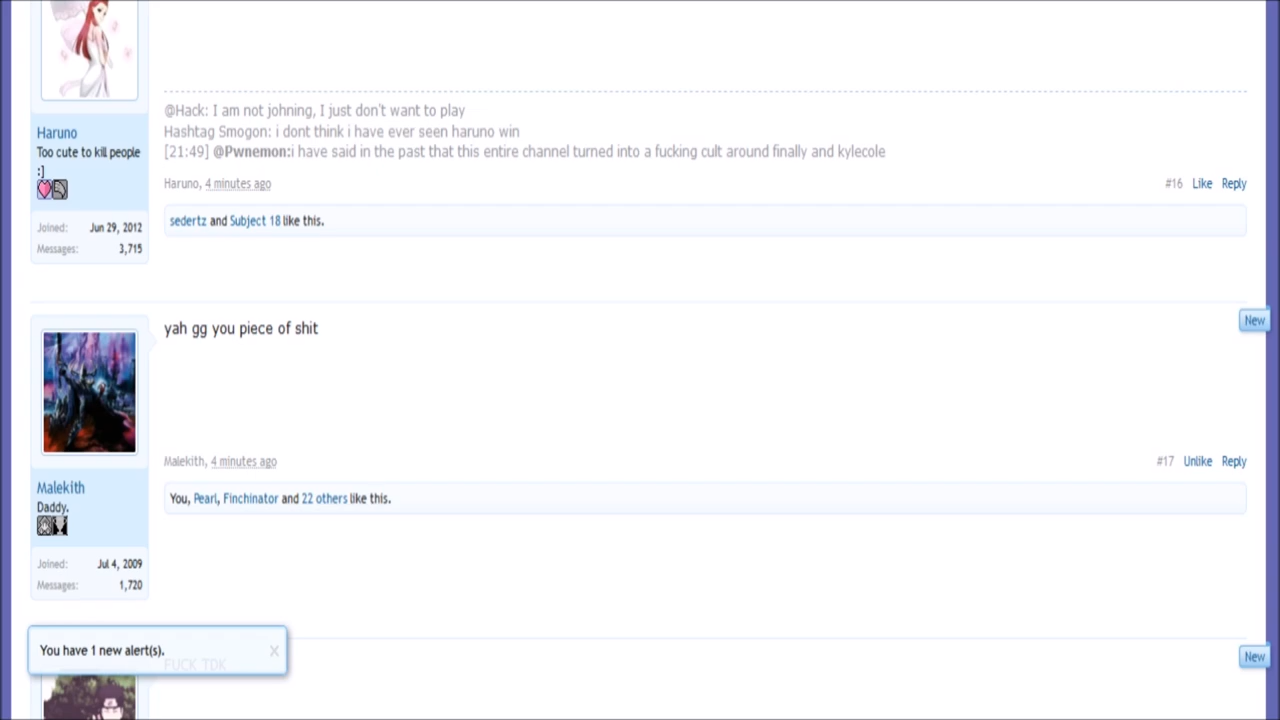 @Hack: I am not johning, I just don't want to play
Hashtag Smogon: i dont think i have ever seen haruno win
[21:49] @Pwnemon:i have said in the past that this entire channel turned into a fucking cult around finally and kylecole
Haruno
Too cute to kill people
:]
Haruno, 4 minutes ago
#16 Like Reply
sedertz and Subject 18 like this.
Joined: Jun 29, 2012
Messages: 3,715
yah gg you piece of shit
New
Malekith, 4 minutes ago
#17 Unlike Reply
You, Pearl, Finchinator and 22 others like this.
Malekith
Daddy.
Joined: Jul 4, 2009
Messages: 1,720
You have 1 new alert(s). x
FUCK TDK
New